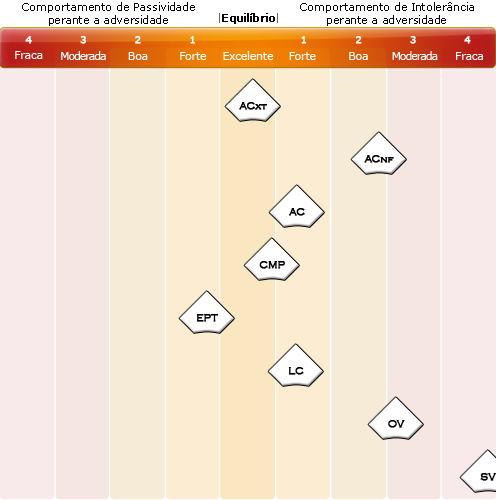 Comportamento de Passividade
perante a adversidade
|Equilíbrio|
Comportamento de Intolerância
perante a adversidade
4 3 2 1 1 2 3 4
Fraca Moderada Boa Forte Excelente Forte Boa Moderada Fraca
ACXT
ACNF
AC
CMP
EPT
LC
OV
SV